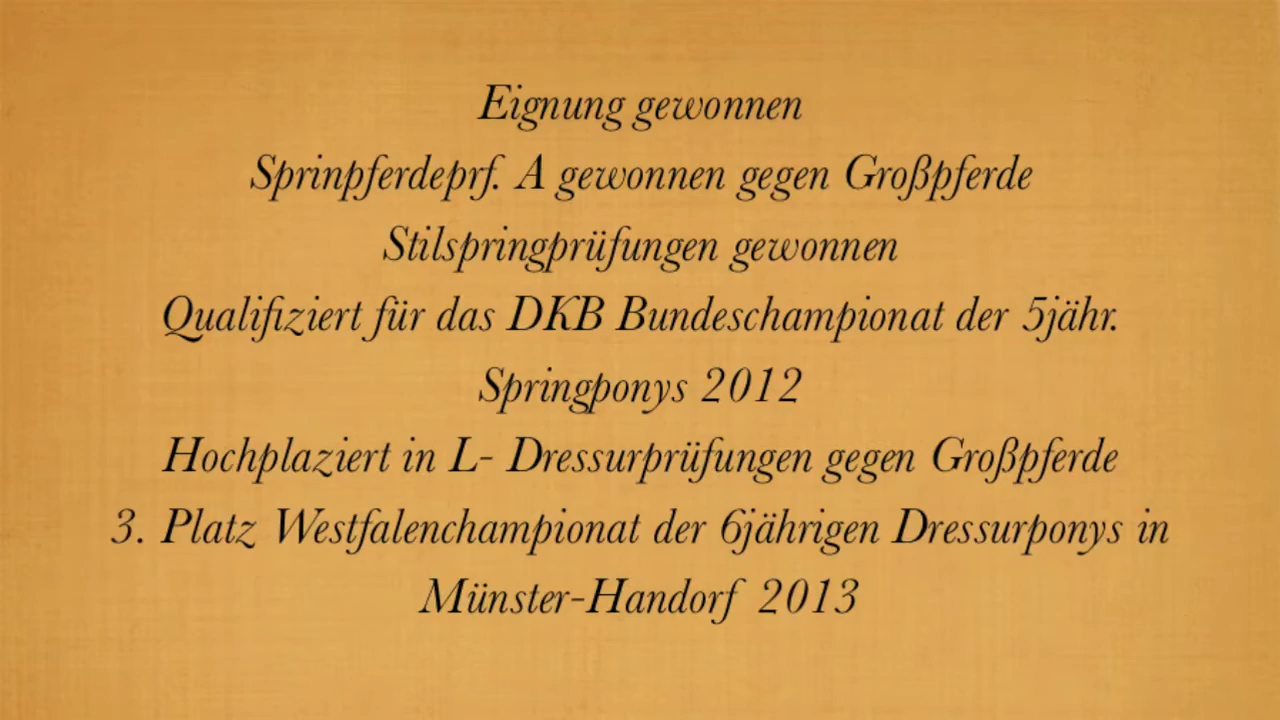 Eignung gewonnen
Sprinpferdeprf. A gewonnen gegen Großpferde
Stilspringprüfungen gewonnen
Qualifiziert für das DKB Bundeschampionat der 5jähr.
Springponys 2012
Hochplaziert in L- Dressurprüfungen gegen Großpferde
3. Platz Westfalenchampionat der 6jährigen Dressurponys in
Münster-Handorf 2013